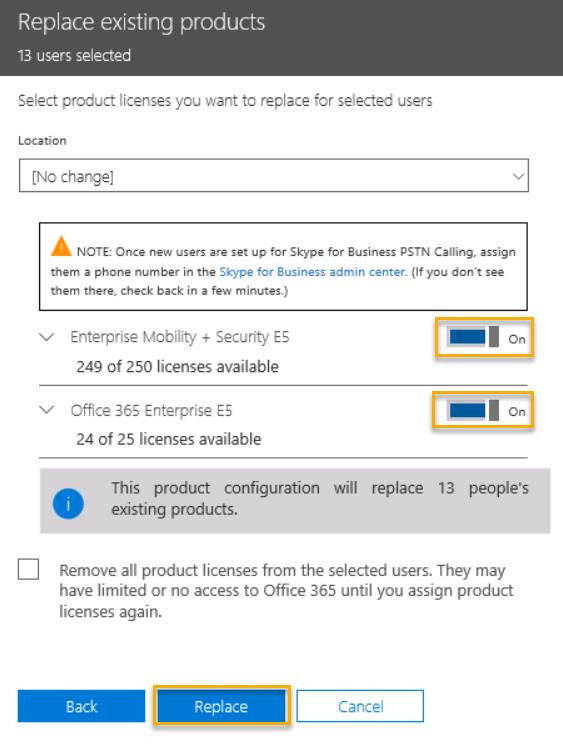 Replace existing products
13 users selected
Select product licenses you want to replace for selected users
Location
[No change]
NOTE: Once new users are set up for Skype for Business PSTN Calling, assign
them a phone number in the Skype for Business admin center. (If you don't see
them there, check back in a few minutes.)
Enterprise Mobility + Security E5
On
249 of 250 licenses available
Office 365 Enterprise E5
On
24 of 25 licenses available
This product configuration will replace 13 people's
existing products.
Remove all product licenses from the selected users. They may
have limited or no access to Office 365 until you assign product
licenses again.
Back
Replace
Cancel